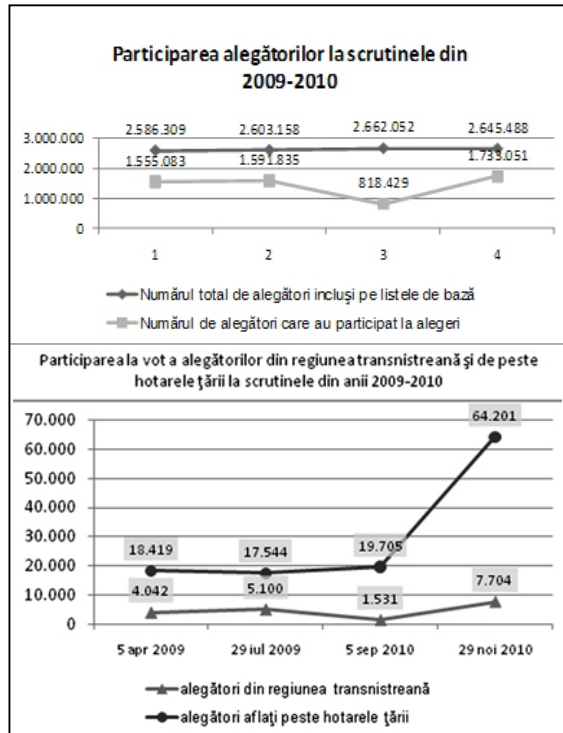 Participarea alegătorilor la scrutinele din
2009-2010
2.586.309 2.603.158 2.662.052 2.645.488
3.000.000
2.000.000
1.000.000
0
1.555.083 1.591.835 818.429 1.733.051
1 2 3 4
Numărul total de alegători incluși pe listele de bază
Numărul de alegători care au participat la alegeri
Participarea la vot a alegătorilor din regiunea transnistreană și de peste
hotarele țării la scrutinele din anii 2009-2010
70.000
60.000
50.000
40.000
30.000
20.000
10.000
0
64.201
18.419 17.544 19.705
4.042 5.100 1.531 7.704
5 apr 2009 29 iul 2009 5 sep 2010 29 noi 2010
alegători din regiunea transnistreană
alegători aflați peste hotarele țării